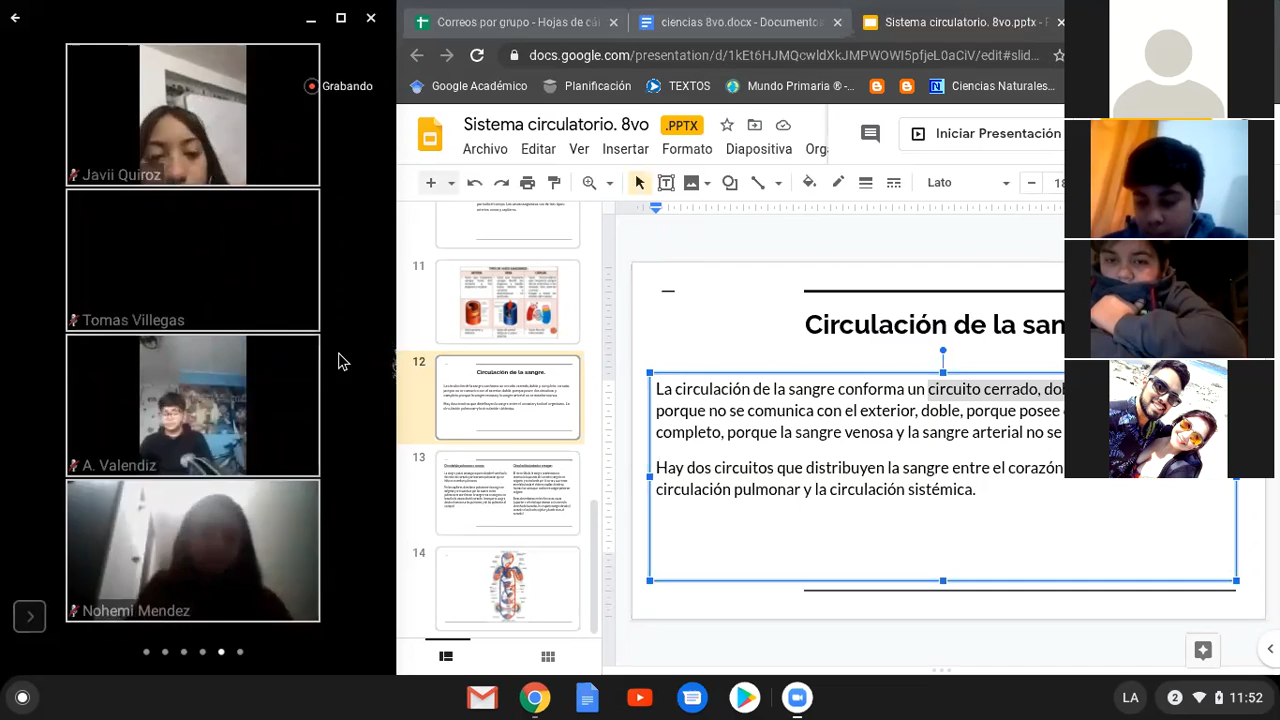 Grabando
Javii Quiroz
Tomas Villegas
A. Valendiz
Nohemi Mendez
Correos por grupo - Hojas de cá
ciencias 8vo.docx - Documento
Sistema circulatorio. 8vo pptx - F
docs.google.com/presentation/d/1kEt6HJMQcwldXkJMPWOWI5pfjeL0aCiV/edit#slid
Google Académico
Planificación
TEXTOS
Mundo Primaria ® -...
Ciencias Naturales...
Sistema circulatorio. 8vo
.PPTX
Archivo Editar Ver Insertar Formato Diapositiva Org
Iniciar Presentación
Lato
18
11
12
Circulación de la sangre.
13
14
Circulación de la san
La circulación de la sangre conforma un circuito cerrado, dob
porque no se comunica con el exterior, doble, porque posee
completo, porque la sangre venosa y la sangre arterial no se
Hay dos circuitos que distribuyen la sangre entre el corazón
circulación pulmonar y la circulación sistémica.
LA
2
11:52